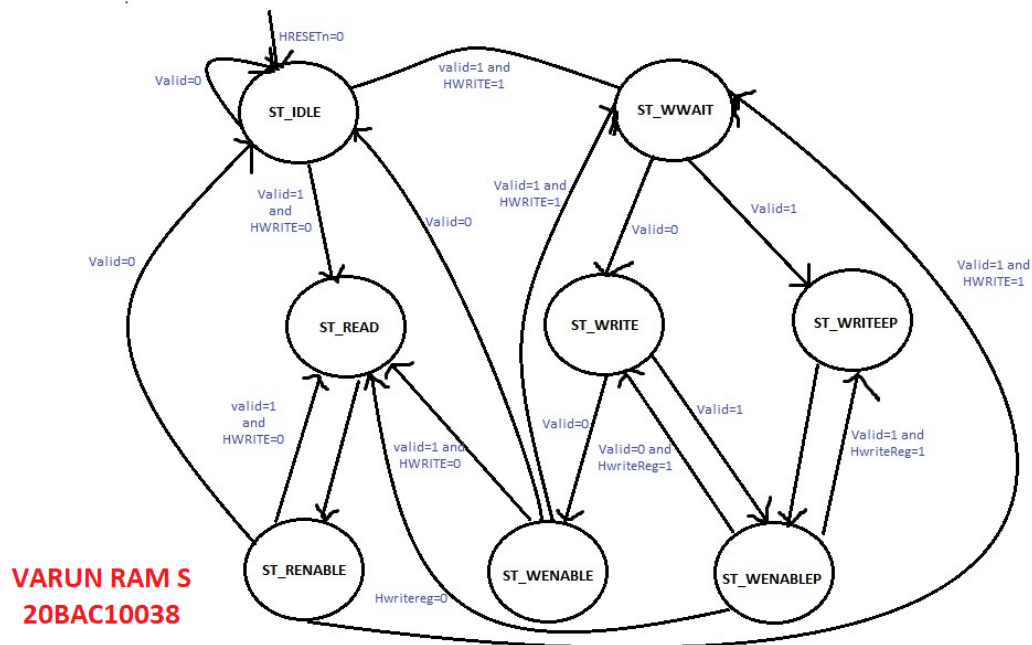 HRESETn=0
Valid=0
valid=1 and
HWRITE=1
ST_IDLE
ST_WWAIT
Valid=1
and
HWRITE=0
Valid=0
Valid=1 and
HWRITE=1
Valid=0
Valid=1
Valid=0
Valid=1 and
HWRITE=1
ST_READ
ST_WRITE
ST_WRITEEP
valid=1
and
HWRITE=0
valid=1 and
HWRITE=0
Valid=0
Valid=0 and
HwriteReg=1
Valid=1
Valid=1 and
HwriteReg=1
ST_RENABLE
ST_WENABLE
ST_WENABLEP
Hwritereg=0
VARUN RAM S
20BAC10038